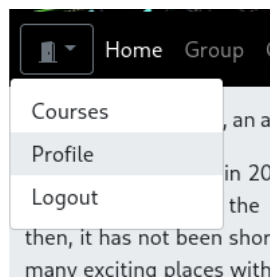 Home Group
Courses
, an a
Profile
in 20
Logout
the
then, it has not been shor
many exciting places with